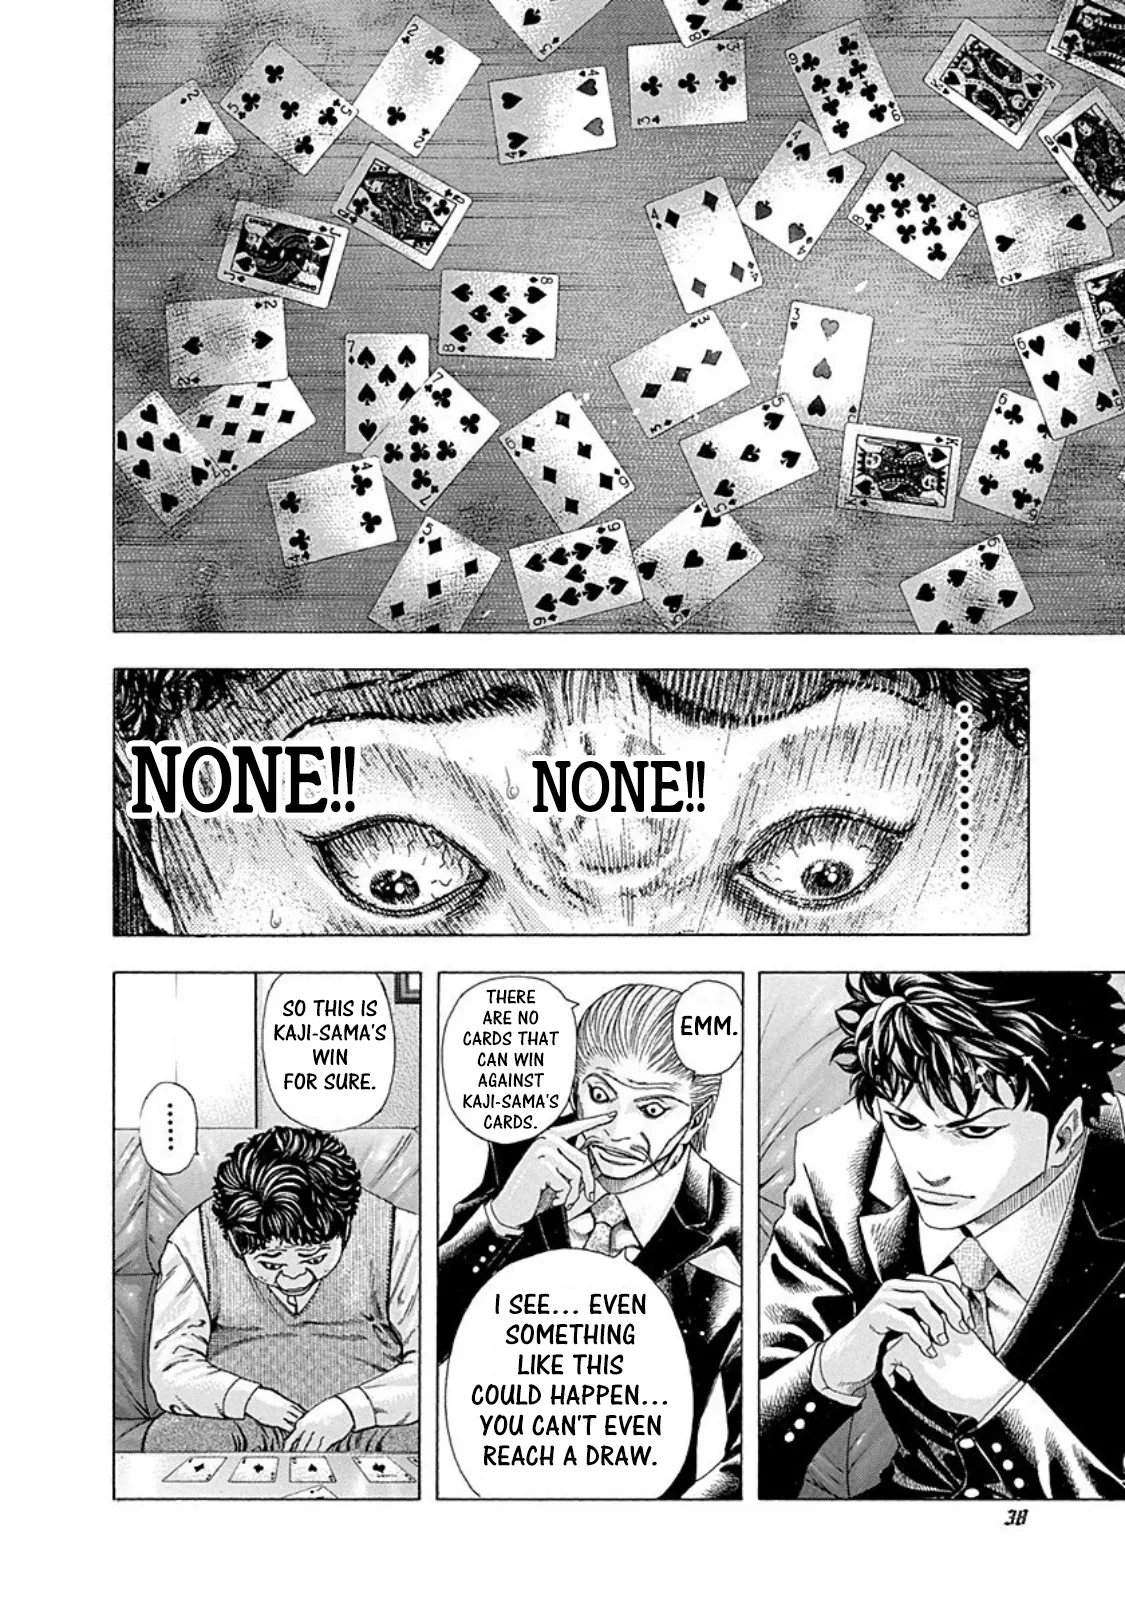 NONE!!
NONE!!
EMM.
THERE
ARE NO
CARDS THAT
CAN WIN
AGAINST
KAJI-SAMA'S
CARDS.
I SEE... EVEN
SOMETHING
LIKE THIS
COULD HAPPEN...
YOU CAN'T EVEN
REACH A DRAW.
SO THIS IS
KAJI-SAMA'S
WIN
FOR SURE.
38